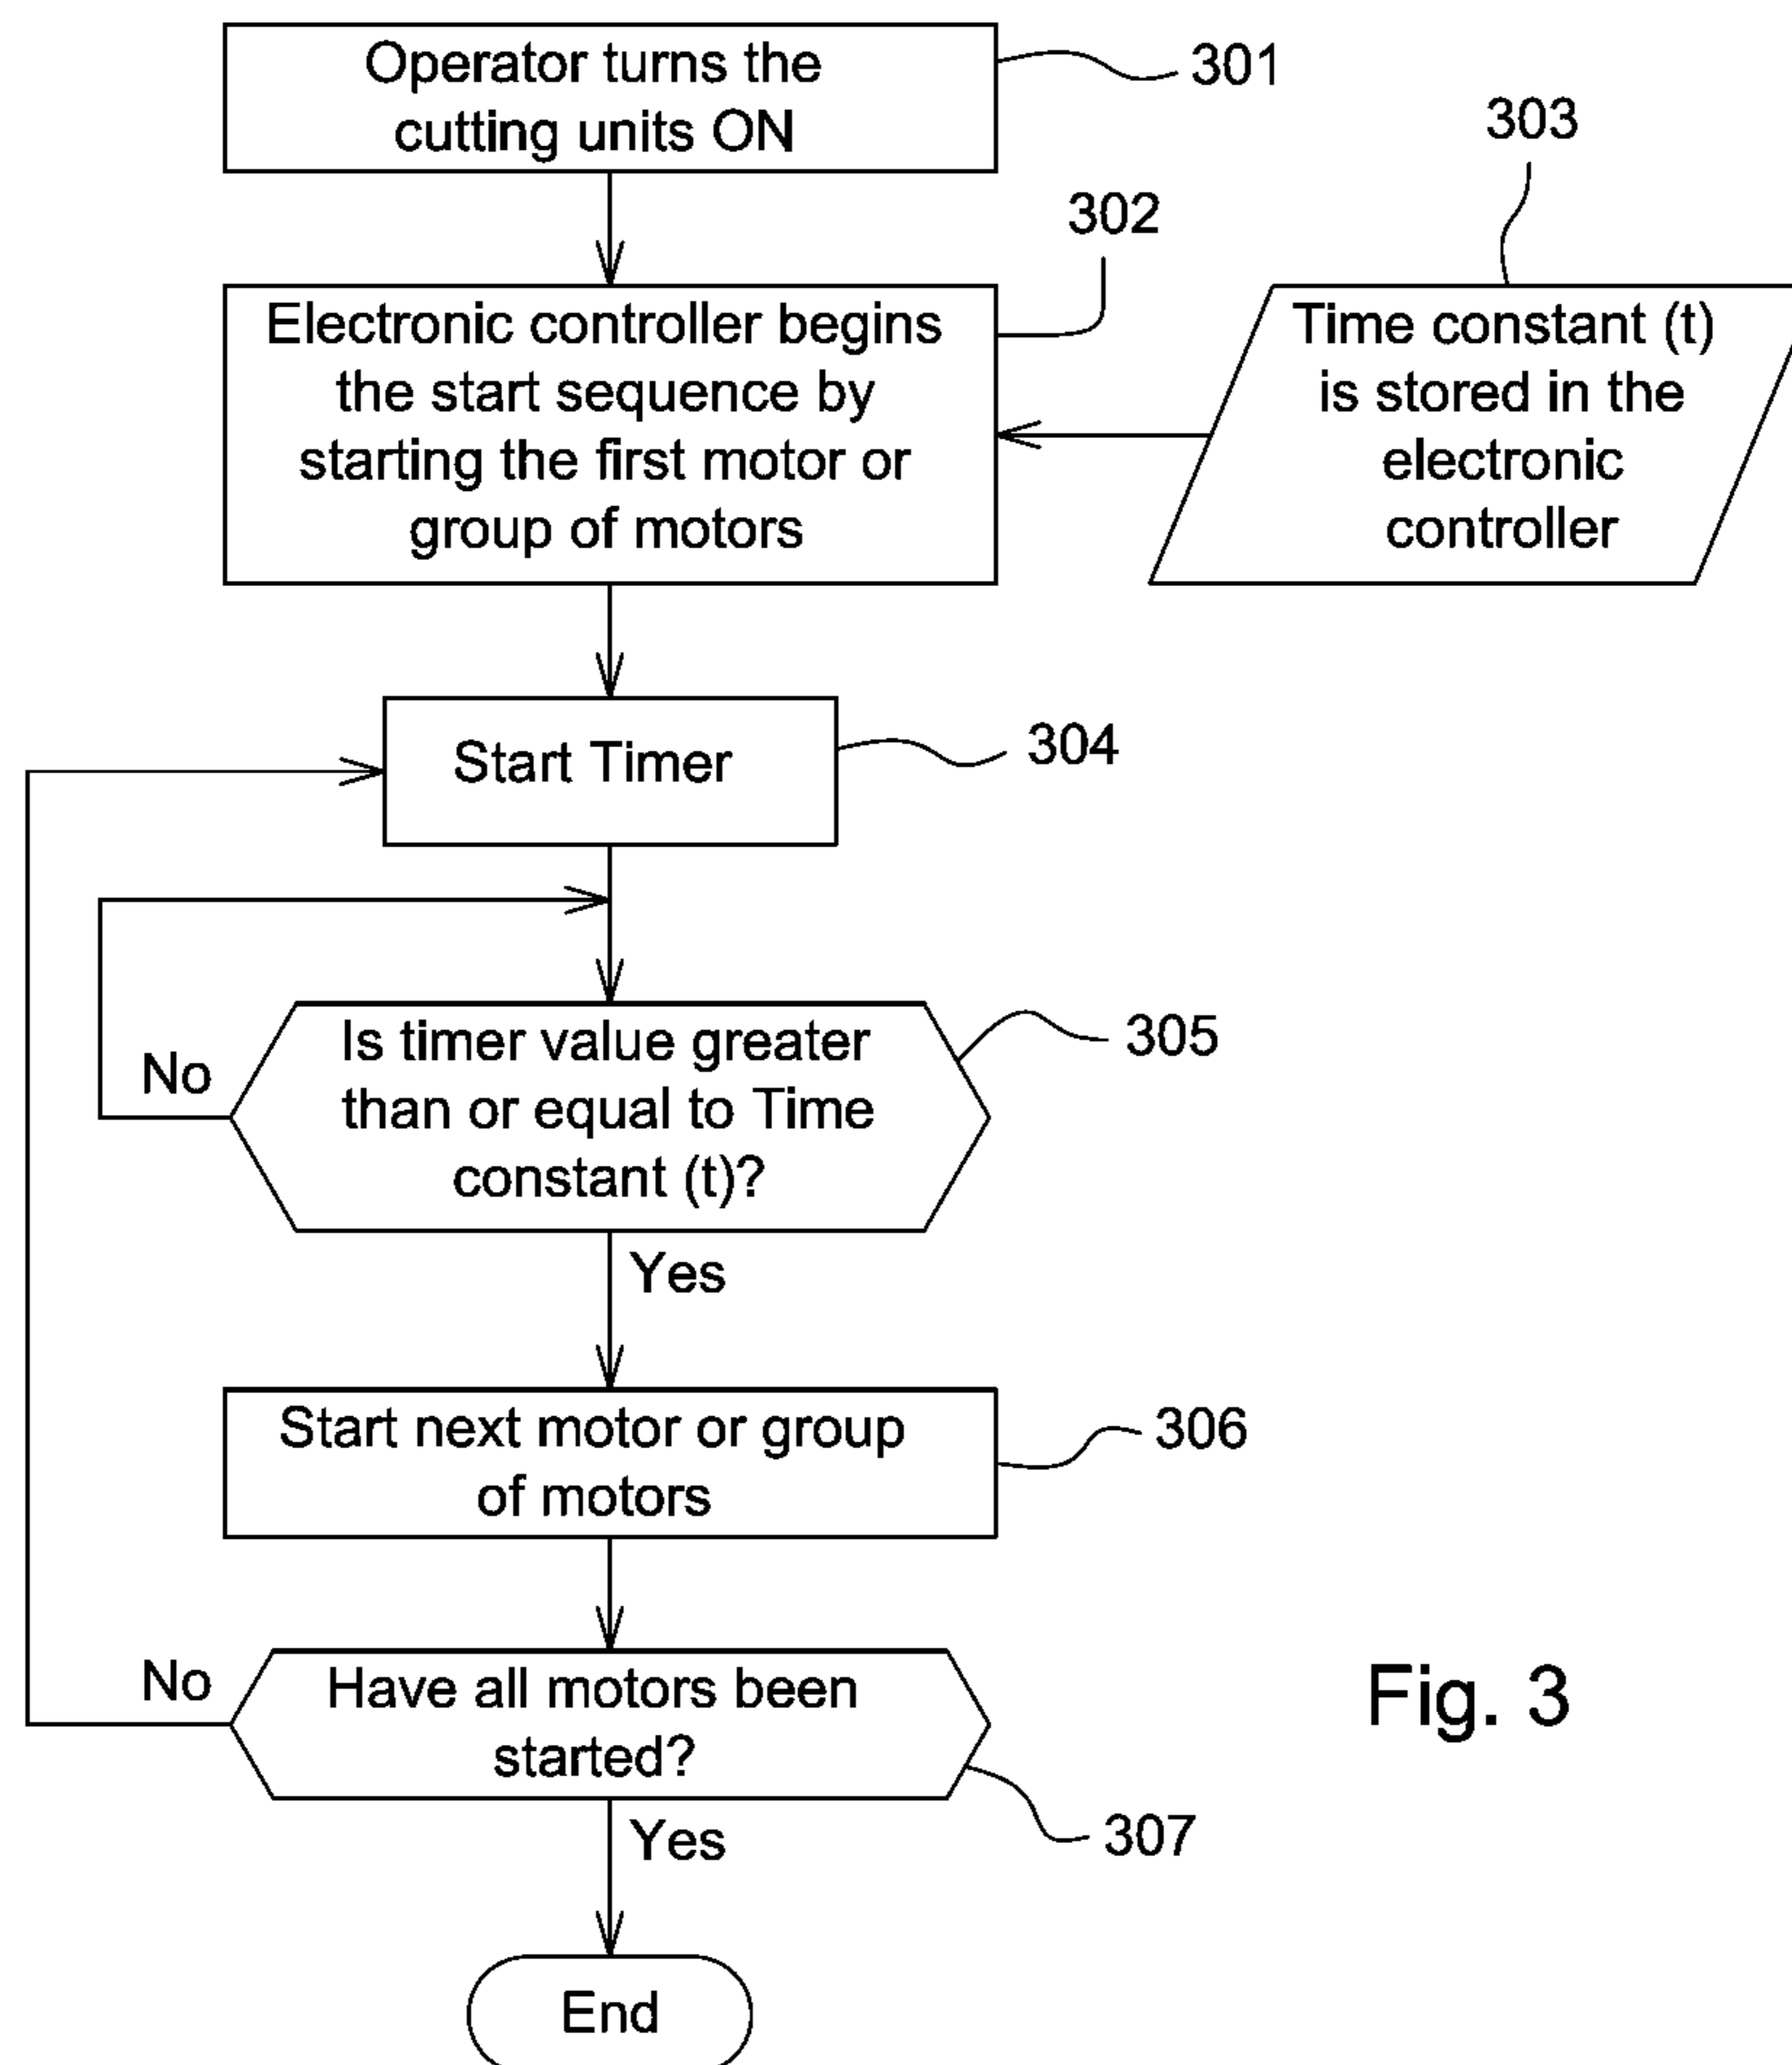 Operator turns the
cutting units ON
301
303
302
Electronic controller begins
the start sequence by
starting the first motor or
group of motors
Time constant (t)
is stored in the
electronic
controller
Start Timer
304
No
Is timer value greater
than or equal to Time
constant (t)?
305
Yes
Start next motor or group
of motors
306
No
Have all motors been
started?
Fig. 3
307
Yes
End